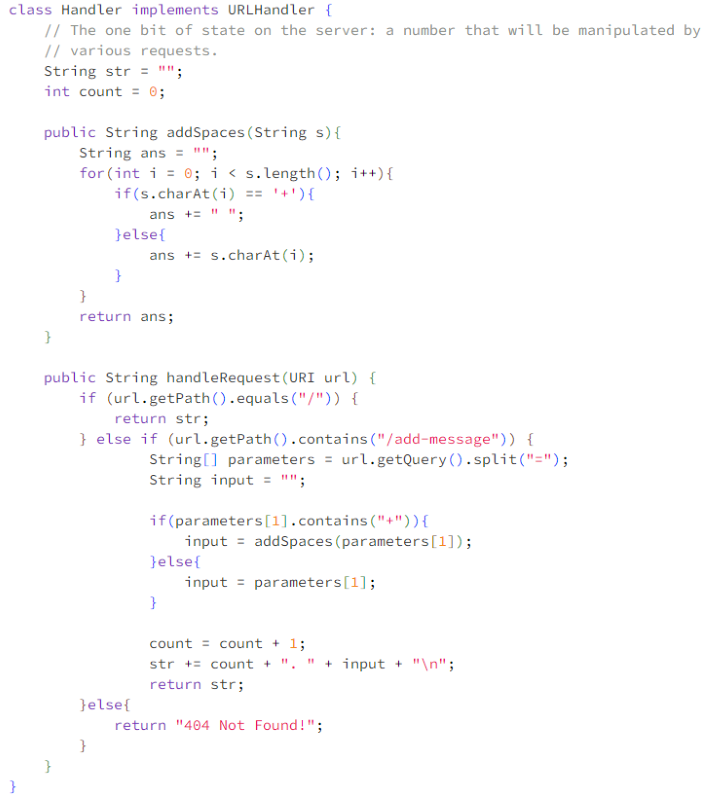 class Handler implements URLHandler {
    // The one bit of state on the server: a number that will be manipulated by
    // various requests.
    String str = "";
    int count = 0;

    public String addSpaces(String s){
        String ans = "";
        for(int i = 0; i < s.length(); i++){
            if(s.charAt(i) == '+'){
                ans += " ";
            }else{
                ans += s.charAt(i);
            }
        }
        return ans;
    }

    public String handleRequest(URI url) {
        if (url.getPath().equals("/")) {
            return str;
        } else if (url.getPath().contains("/add-message")) {
                String[] parameters = url.getQuery().split("=");
                String input = "";

                if(parameters[1].contains("+")){
                    input = addSpaces(parameters[1]);
                }else{
                    input = parameters[1];
                }

                count = count + 1;
                str += count + ". " + input + "\n";
                return str;
        }else{
            return "404 Not Found!";
        }
    }
}